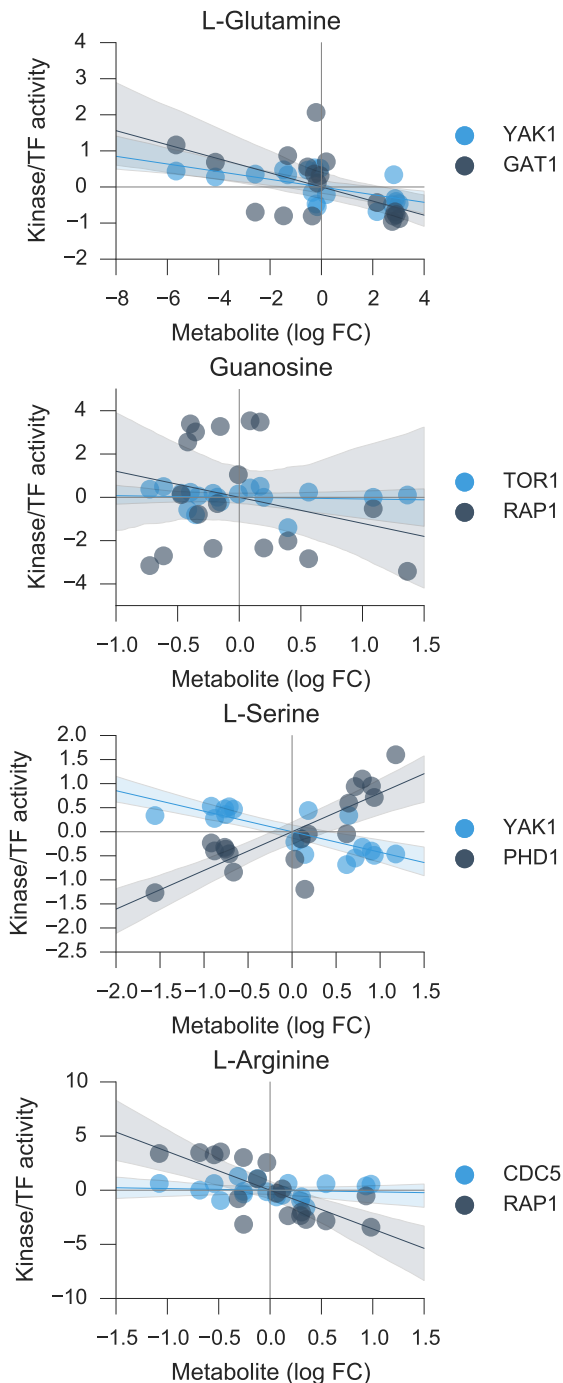 L-Glutamine
Kinase/TF activity
4
3
2
1
0
−1
−2
−8
−6
−4
−2
0
2
4
Metabolite (log FC)
YAK1
GAT1
Guanosine
Kinase/TF activity
4
2
0
−2
−4
−1.0
−0.5
0.0
0.5
1.0
1.5
Metabolite (log FC)
TOR1
RAP1
L-Serine
Kinase/TF activity
2.0
1.5
1.0
0.5
0.0
−0.5
−1.0
−1.5
−2.0
−2.5
−2.0
−1.5
−1.0
−0.5
0.0
0.5
1.0
1.5
Metabolite (log FC)
YAK1
PHD1
L-Arginine
Kinase/TF activity
10
5
0
−5
−10
−1.5
−1.0
−0.5
0.0
0.5
1.0
1.5
Metabolite (log FC)
CDC5
RAP1